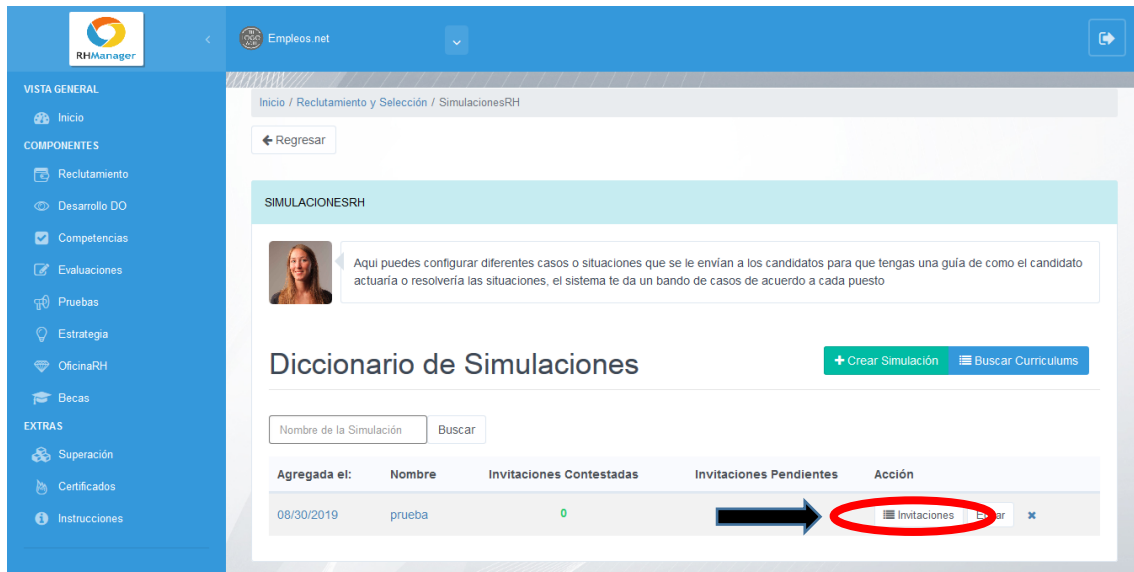 RHManager
Empleos.net
VISTA GENERAL
Inicio
COMPONENTES
Reclutamiento
Desarrollo DO
Competencias
Evaluaciones
Pruebas
Estrategia
OficinaRH
Becas
EXTRAS
Superación
Certificados
Instrucciones
Inicio / Reclutamiento y Selección / SimulacionesRH
Regresar
SIMULACIONESRH
Aqui puedes configurar diferentes casos o situaciones que se le envían a los candidatos para que tengas una guía de como el candidato
actuaría o resolvería las situaciones, el sistema te da un bando de casos de acuerdo a cada puesto
Diccionario de Simulaciones
+ Crear Simulación
Buscar Curriculums
Nombre de la Simulación
Buscar
Agregada el: Nombre Invitaciones Contestadas Invitaciones Pendientes Acción
08/30/2019 prueba 0 Invitaciones